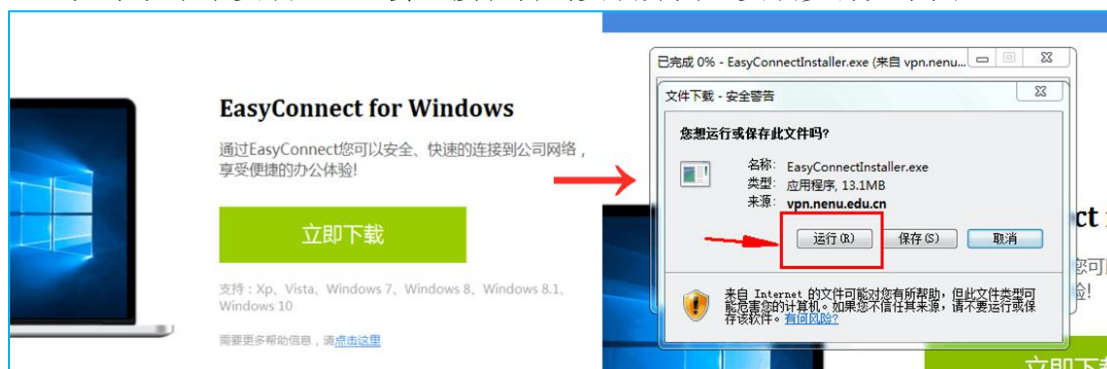 EasyConnect for Windows
通过EasyConnect您可以安全、快速的连接到公司网络，
享受便捷的办公体验!
立即下载
支持：Xp、Vista、Windows 7、Windows 8、Windows 8.1、
Windows 10
需要更多帮助信息，请点击这里
已完成 0% - EasyConnectInstaller.exe (来自 vpn.nenu...
文件下载 - 安全警告
您想运行或保存此文件吗?
名称: EasyConnectInstaller.exe
类型: 应用程序, 13.1MB
来源: vpn.nenu.edu.cn
运行(R) 保存(S) 取消
来自 Internet 的文件可能对您有所帮助，但此文件类型可
能危害您的计算机。如果您不信任其来源，请不要运行或保
存该软件。有何风险?
ct
您可
验!
立即下